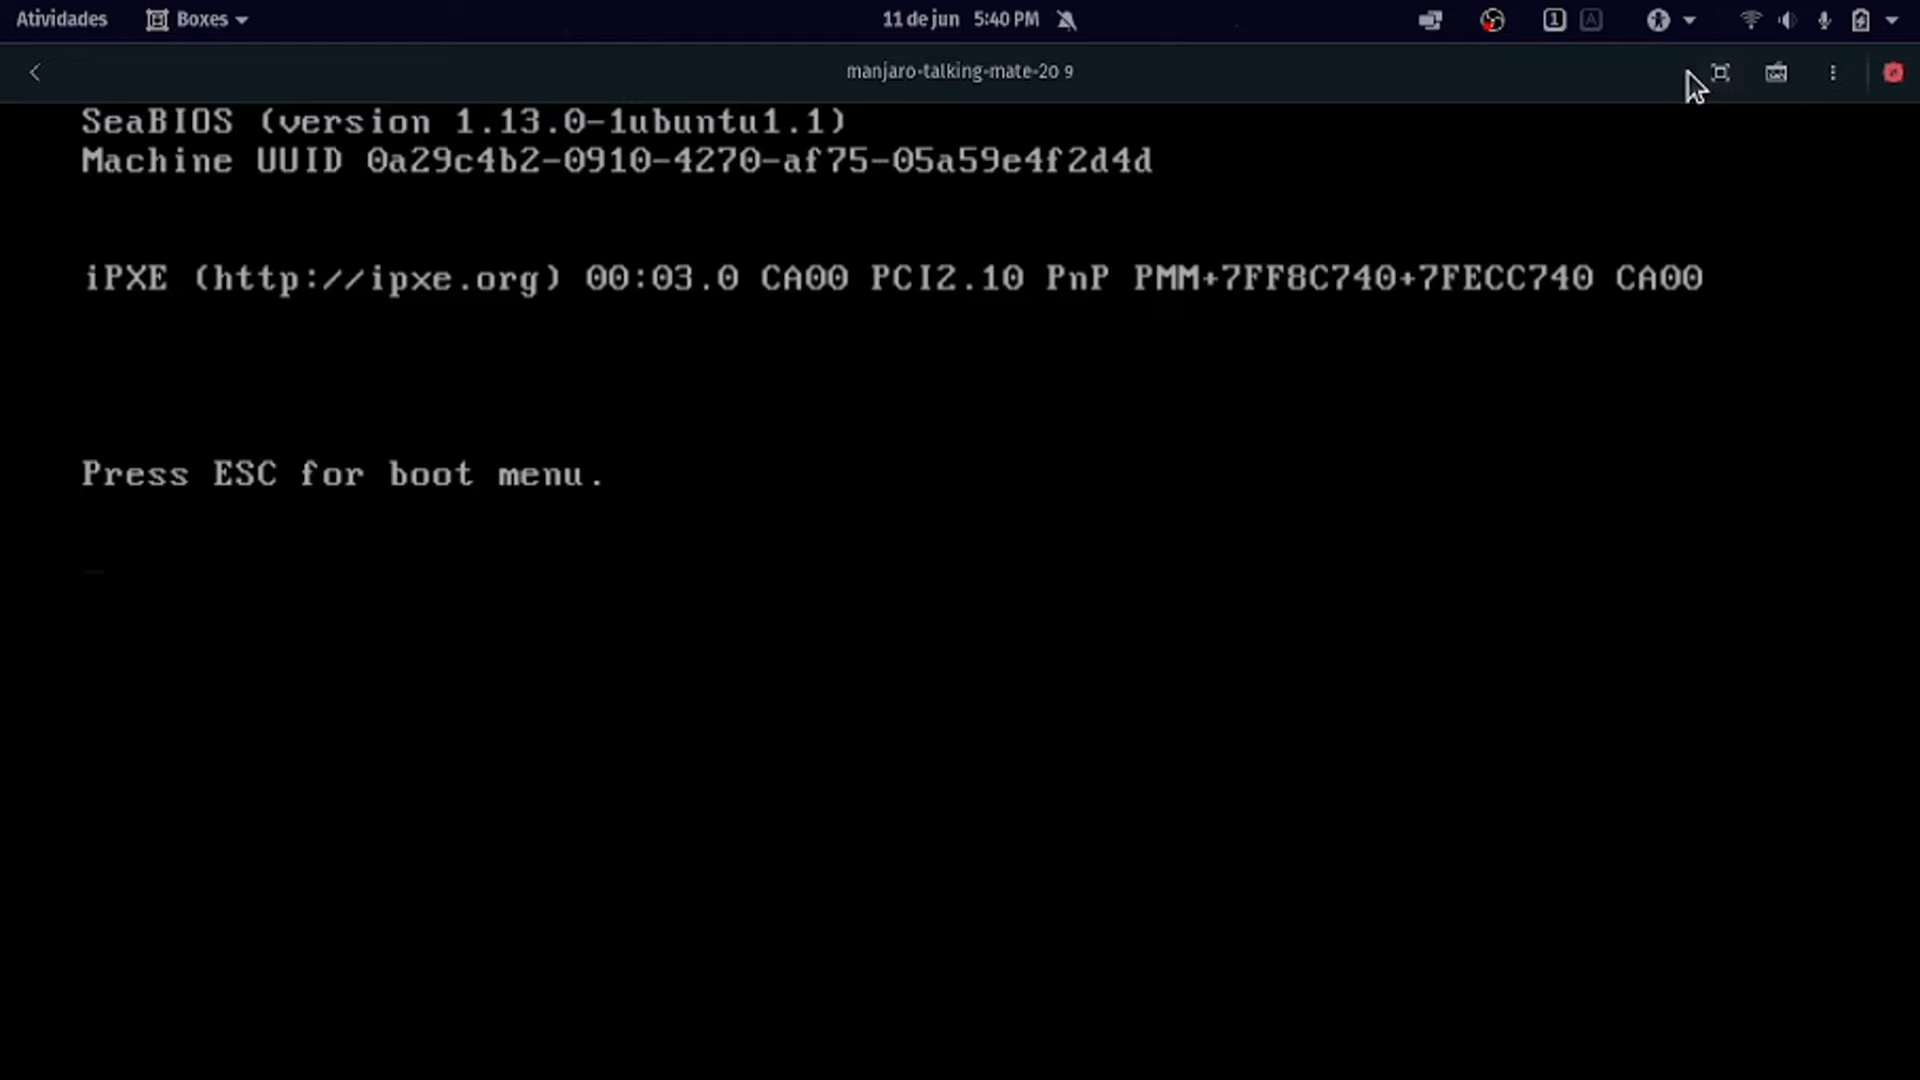 Atividades Boxes 11 de jun 5:40 PM 1 A
manjaro-talking-mate-20 9
SeaBIOS (version 1.13.0-1ubuntu1.1)
Machine UUID 0a29c4b2-0910-4270-af75-05a59e4f2d4d
iPXE (http://ipxe.org) 00:03.0 CA00 PCI2.10 PnP PMM+7FF8C740+7FECC740 CA00
Press ESC for boot menu.